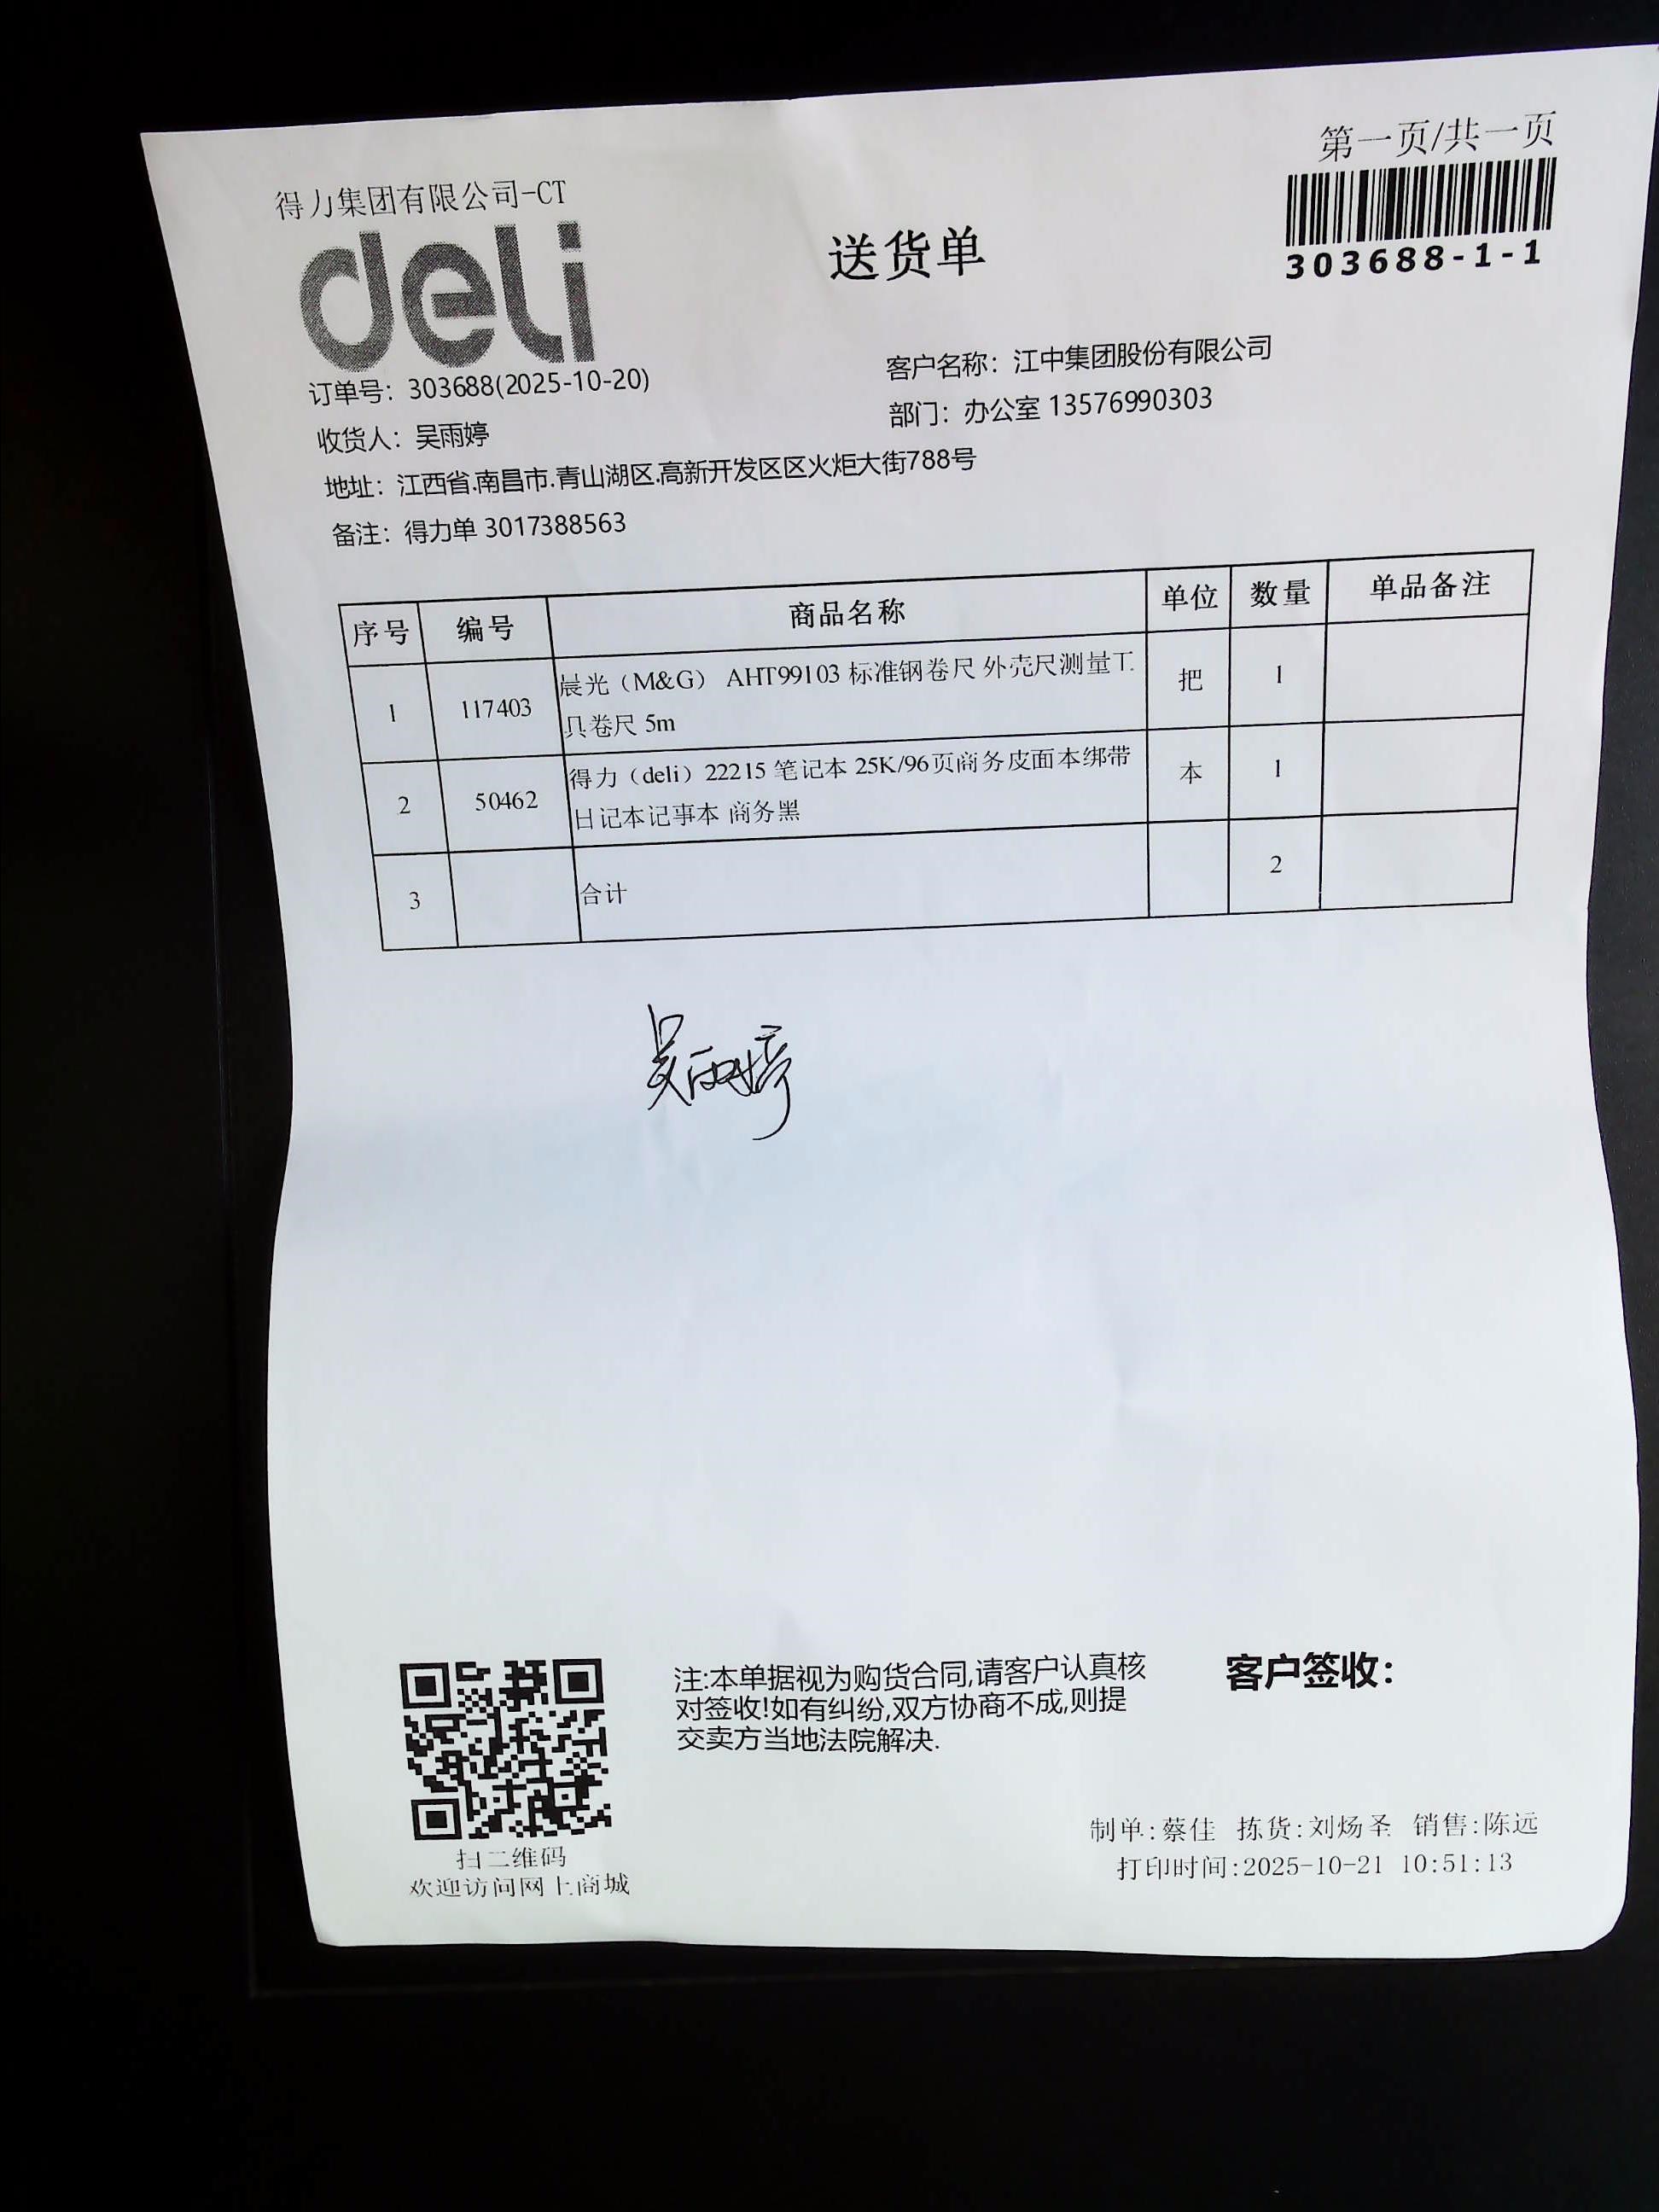 第一页/共一页
得力集团有限公司-CT
deli
送货单
303688-1-1
订单号：303688(2025-10-20)
客户名称：江中集团股份有限公司
收货人：吴雨婷
部门：办公室 13576990303
地址：江西省.南昌市.青山湖区.高新开发区区火炬大街788号
备注：得力单 3017388563
序号 编号 商品名称 单位 数量 单品备注
1 117403 晨光（M&G） AHT99103 标准钢卷尺 外壳尺测量工 把 1
具卷尺 5m
2 50462 得力（deli）22215 笔记本 25K/96页商务皮面本绑带 本 1
日记本记事本 商务黑
3 合计 2
吴雨婷
注:本单据视为购货合同,请客户认真核
对签收!如有纠纷,双方协商不成,则提
交卖方当地法院解决.
客户签收：
扫二维码
欢迎访问网上商城
制单:蔡佳 拣货:刘炀圣 销售:陈远
打印时间:2025-10-21 10:51:13